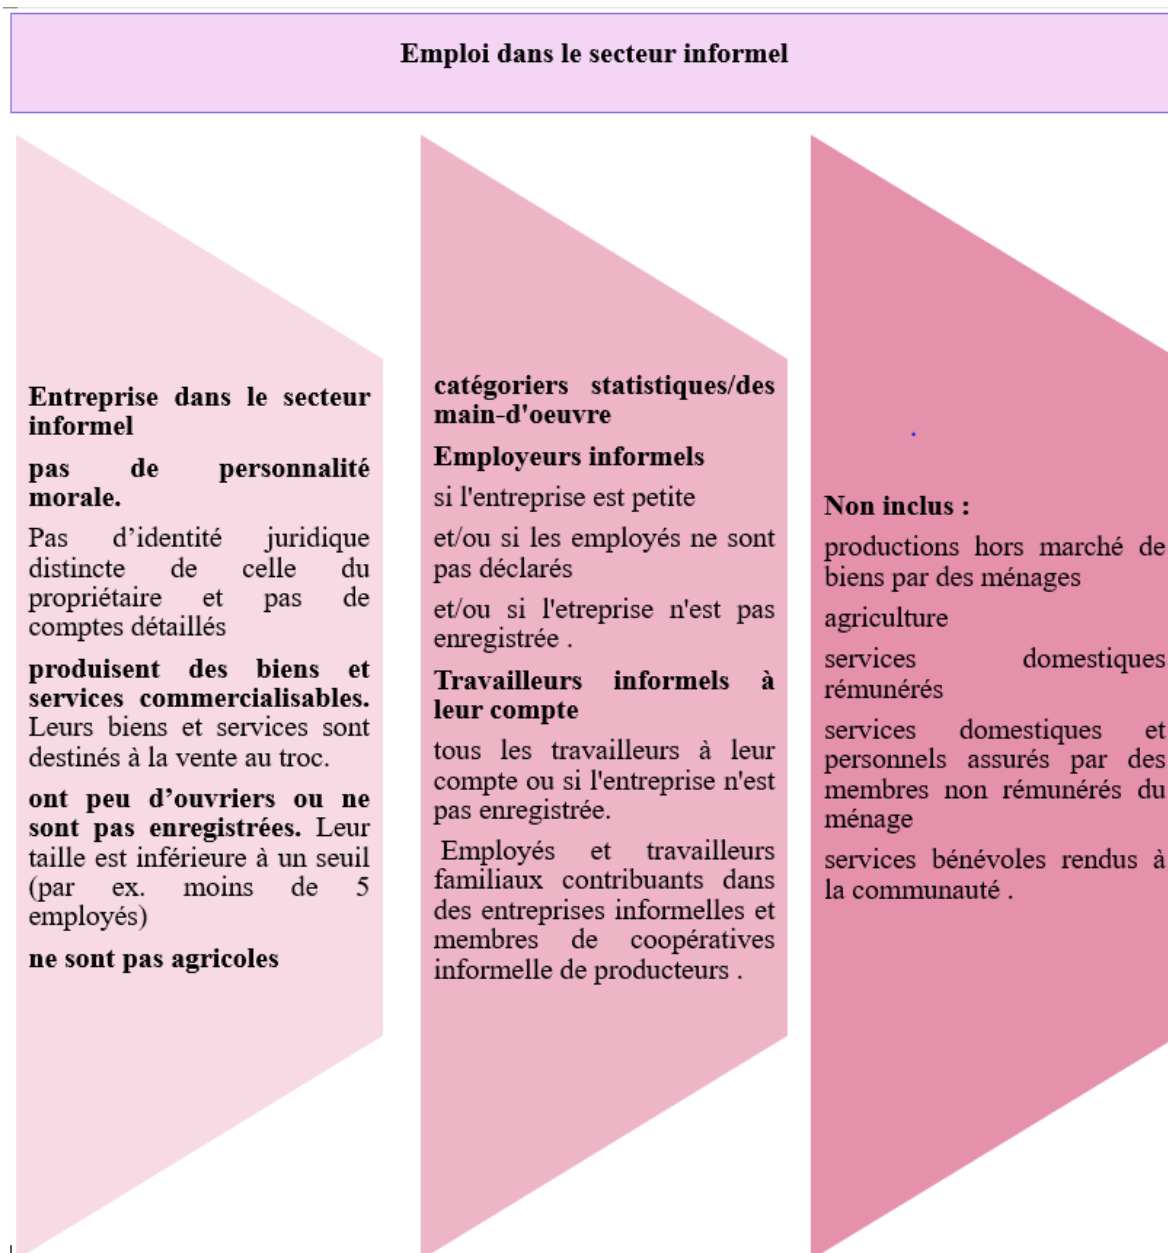 Emploi dans le secteur informel
Entreprise dans le secteur
informel
pas de personnalité
morale.
Pas d’identité juridique
distincte de celle du
propriétaire et pas de
comptes détaillés
produisent des biens et
services commercialisables.
Leurs biens et services sont
destinés à la vente au troc.
ont peu d’ouvriers ou ne
sont pas enregistrées. Leur
taille est inférieure à un seuil
(par ex. moins de 5
employés)
ne sont pas agricoles
catégoriers statistiques/des
main-d'oeuvre
Employeurs informels
si l'entreprise est petite
et/ou si les employés ne sont
pas déclarés
et/ou si l'etreprise n'est pas
enregistrée .
Travailleurs informels à
leur compte
tous les travailleurs à leur
compte ou si l'entreprise n'est
pas enregistrée.
Employés et travailleurs
familiaux contribuants dans
des entreprises informelles et
membres de coopératives
informelle de producteurs .
Non inclus :
productions hors marché de
biens par des ménages
agriculture
services domestiques
rémunérés
services domestiques et
personnels assurés par des
membres non rémunérés du
ménage
services bénévoles rendus à
la communauté .